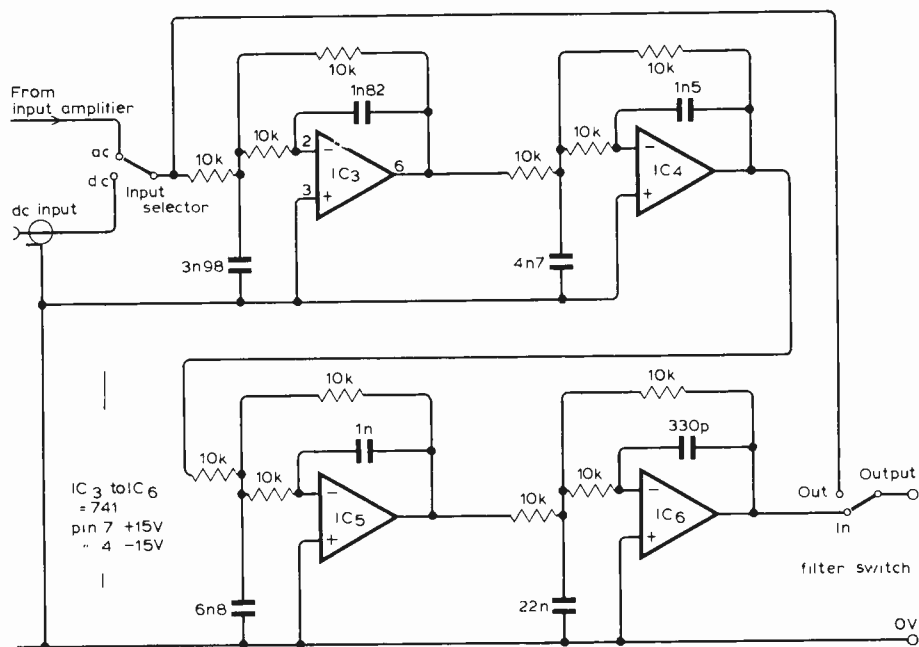 10k
10k
1n82
1n5
From
input amplifier
ac
10k
10k
2
6
10k
10k
dc
Input
selector
3
IC3
IC4
dc input
3n98
4n7
10k
10k
1n
330p
10k
10k
10k
10k
IC3 to IC6
= 741
pin 7 +15V
" 4 -15V
IC5
IC6
Out
Output
In
filter switch
6n8
22n
0V